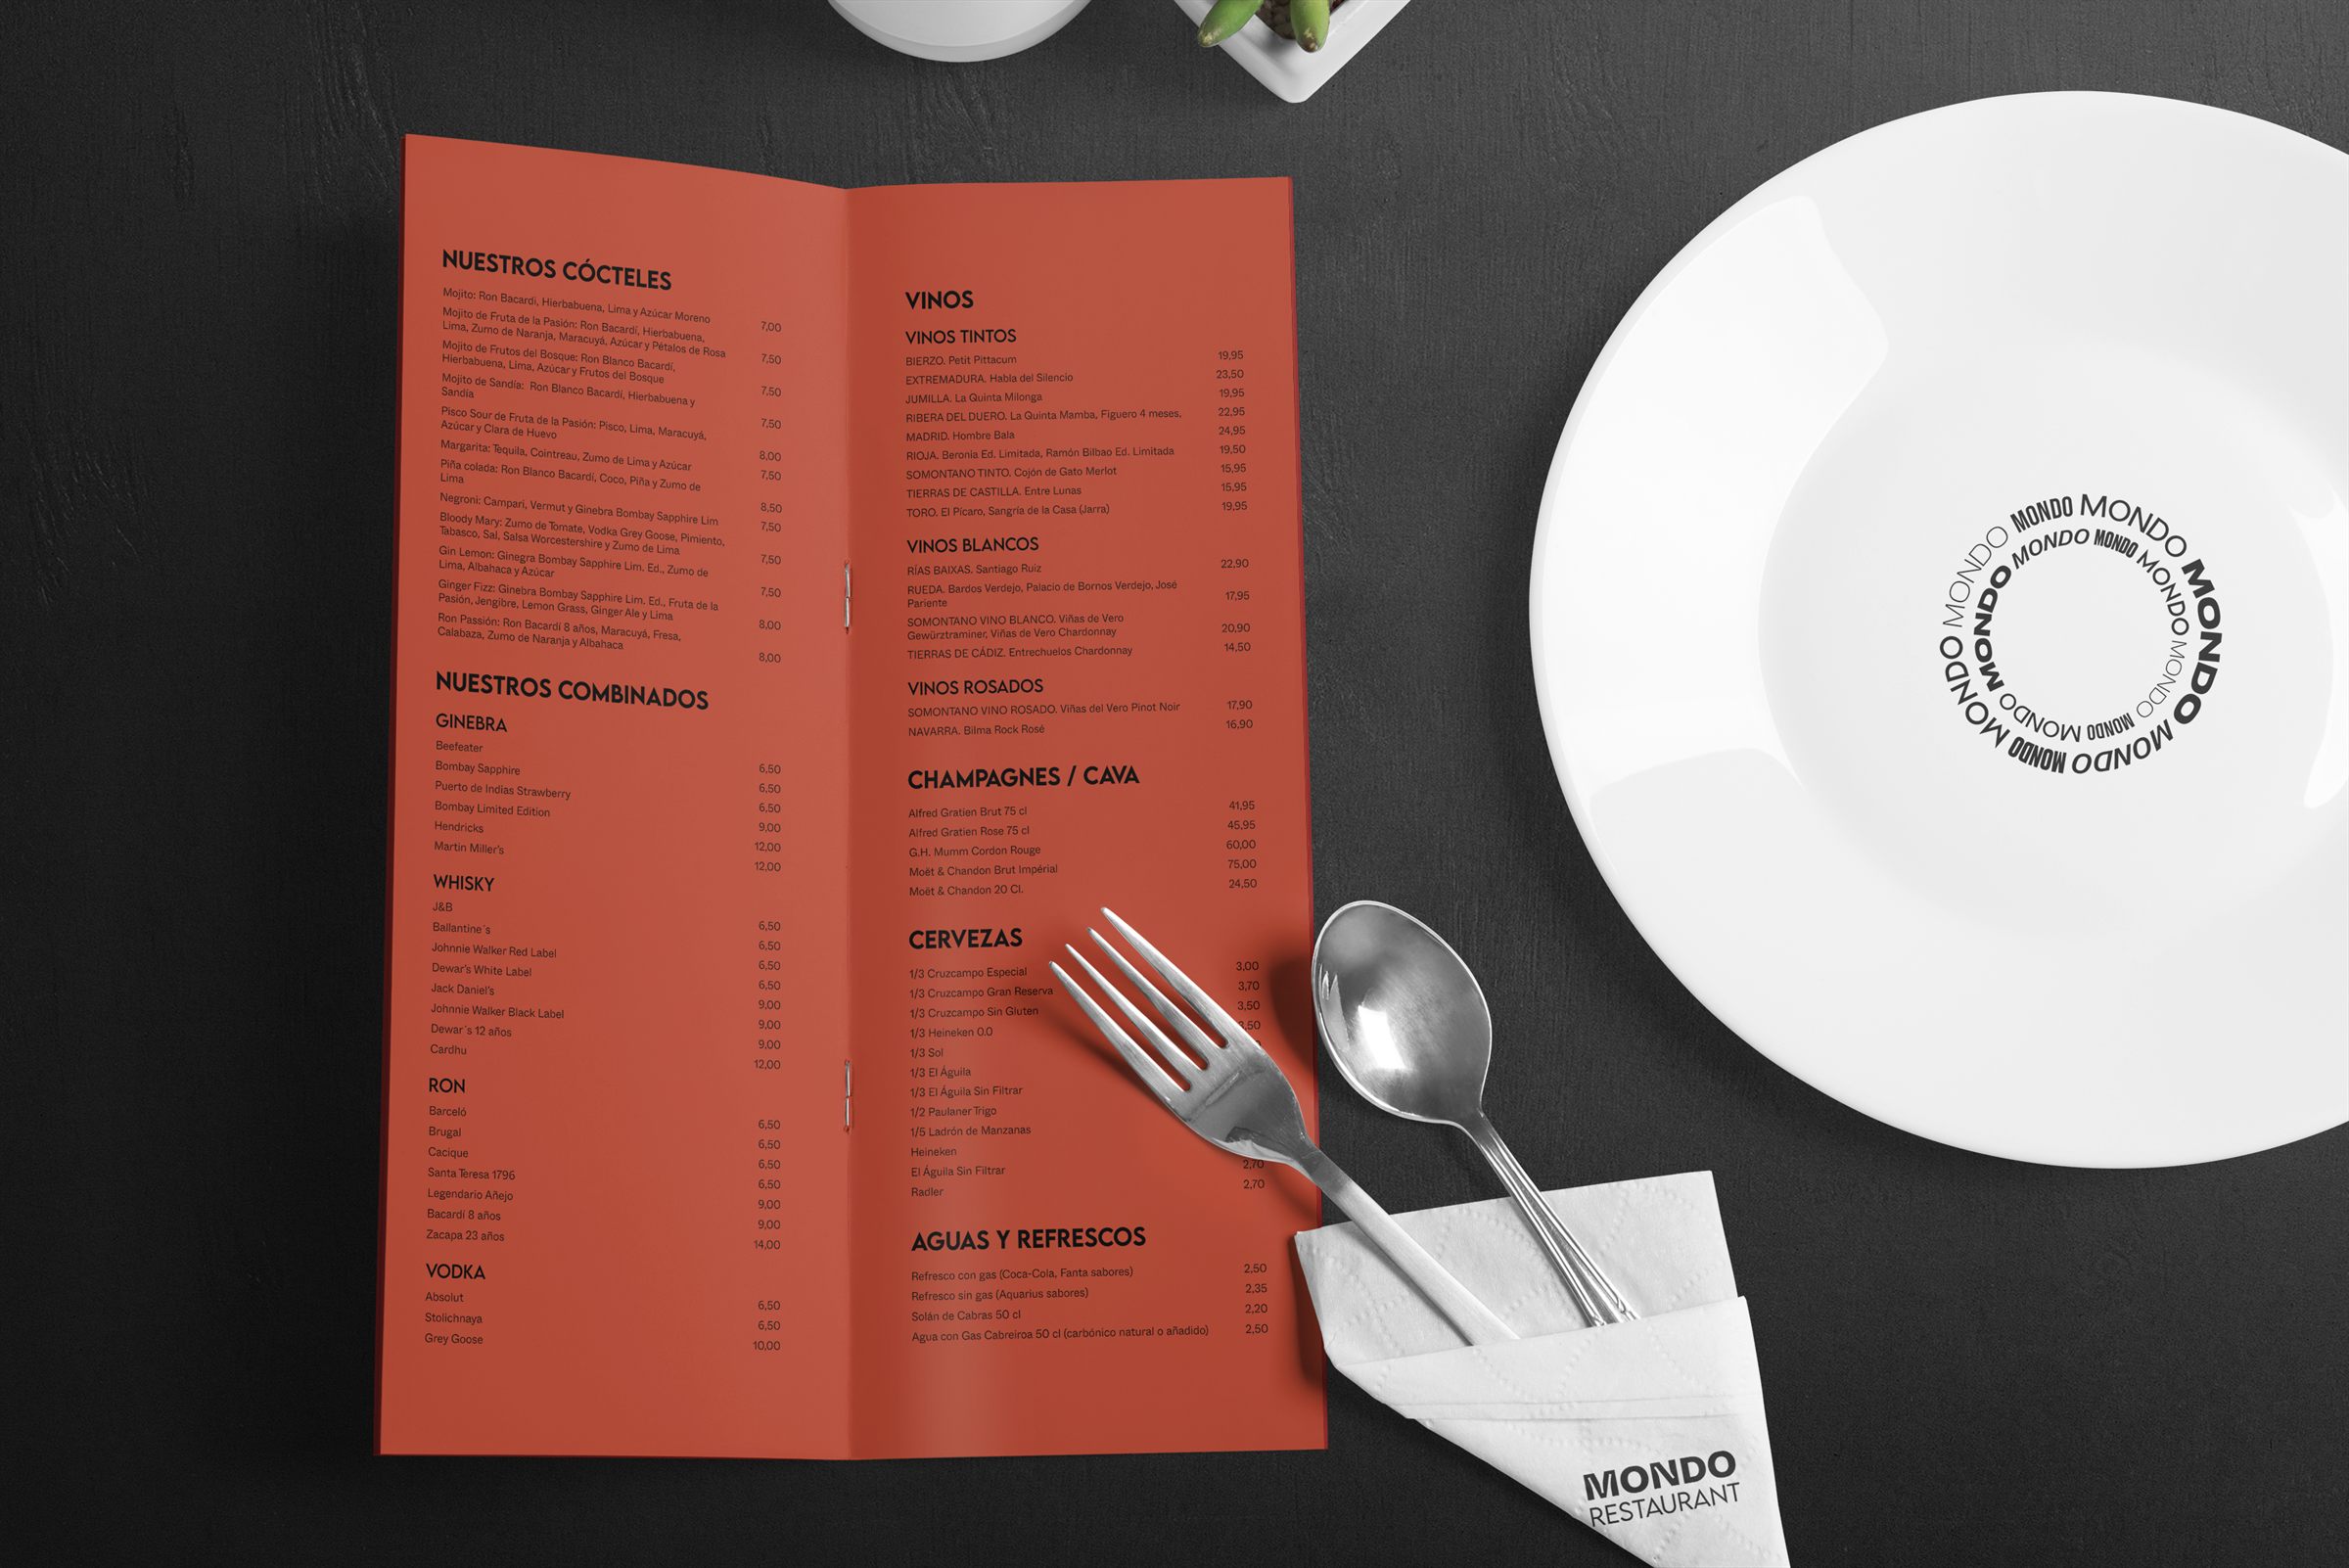 NUESTROS CÓCTELES
Mojito: Ron Bacardi, Hierbabuena, Lima y Azúcar Moreno 7,00
Mojito de Fruta de la Pasión: Ron Bacardí, Hierbabuena,
Lima, Zumo de Naranja, Maracuyá, Azúcar y Pétalos de Rosa 7,50
Mojito de Frutos del Bosque: Ron Blanco Bacardí,
Hierbabuena, Lima, Azúcar y Frutos del Bosque 7,50
Mojito de Sandía: Ron Blanco Bacardí, Hierbabuena y
Sandía 7,50
Pisco Sour de Fruta de la Pasión: Pisco, Lima, Maracuyá,
Azúcar y Clara de Huevo 8,00
Margarita: Tequila, Cointreau, Zumo de Lima y Azúcar 7,50
Piña colada: Ron Blanco Bacardí, Coco, Piña y Zumo de
Lima 8,50
Negroni: Campari, Vermut y Ginebra Bombay Sapphire Lim 7,50
Bloody Mary: Zumo de Tomate, Vodka Grey Goose, Pimiento,
Tabasco, Sal, Salsa Worcestershire y Zumo de Lima 7,50
Gin Lemon: Ginegra Bombay Sapphire Lim. Ed., Zumo de
Lima, Albahaca y Azúcar 7,50
Ginger Fizz: Ginebra Bombay Sapphire Lim. Ed., Fruta de la
Pasión, Jengibre, Lemon Grass, Ginger Ale y Lima 8,00
Ron Passión: Ron Bacardí 8 años, Maracuyá, Fresa,
Calabaza, Zumo de Naranja y Albahaca 8,00
NUESTROS COMBINADOS
GINEBRA
Beefeater 6,50
Bombay Sapphire 6,50
Puerto de Indias Strawberry 6,50
Bombay Limited Edition 9,00
Hendricks 12,00
Martin Miller's 12,00
WHISKY
J&B 6,50
Ballantine´s 6,50
Johnnie Walker Red Label 6,50
Dewar's White Label 6,50
Jack Daniel's 9,00
Johnnie Walker Black Label 9,00
Dewar´s 12 años 9,00
Cardhu 12,00
RON
Barceló 6,50
Brugal 6,50
Cacique 6,50
Santa Teresa 1796 6,50
Legendario Añejo 9,00
Bacardí 8 años 9,00
Zacapa 23 años 14,00
VODKA
Absolut 6,50
Stolichnaya 6,50
Grey Goose 10,00
VINOS
VINOS TINTOS
BIERZO. Petit Pittacum 19,95
EXTREMADURA. Habla del Silencio 23,50
JUMILLA. La Quinta Milonga 19,95
RIBERA DEL DUERO. La Quinta Mamba, Figuero 4 meses. 22,95
MADRID. Hombre Bala 24,95
RIOJA. Beronia Ed. Limitada, Ramón Bilbao Ed. Limitada 19,50
SOMONTANO TINTO. Cojón de Gato Merlot 15,95
TIERRAS DE CASTILLA. Entre Lunas 15,95
TORO. El Pícaro, Sangría de la Casa (Jarra) 19,95
VINOS BLANCOS
RÍAS BAIXAS. Santiago Ruiz 22,90
RUEDA. Bardos Verdejo, Palacio de Bornos Verdejo, José
Pariente 17,95
SOMONTANO VINO BLANCO. Viñas de Vero
Gewürztraminer, Viñas de Vero Chardonnay 20,90
TIERRAS DE CÁDIZ. Entrechuelos Chardonnay 14,50
VINOS ROSADOS
SOMONTANO VINO ROSADO. Viñas del Vero Pinot Noir 17,90
NAVARRA. Bilma Rock Rosé 16,90
CHAMPAGNES / CAVA
Alfred Gratien Brut 75 cl 41,95
Alfred Gratien Rose 75 cl 45,95
G.H. Mumm Cordon Rouge 60,00
Moët & Chandon Brut Impérial 75,00
Moët & Chandon 20 Cl. 24,50
CERVEZAS
1/3 Cruzcampo Especial 3,00
1/3 Cruzcampo Gran Reserva 3,70
1/3 Cruzcampo Sin Gluten 3,50
1/3 Heineken 0.0 3,50
1/3 Sol
1/3 El Águila
1/3 El Águila Sin Filtrar
1/2 Paulaner Trigo
1/5 Ladrón de Manzanas
Heineken
El Águila Sin Filtrar 2,70
Radler 2,70
AGUAS Y REFRESCOS
Refresco con gas (Coca-Cola, Fanta sabores) 2,50
Refresco sin gas (Aquarius sabores) 2,35
Solán de Cabras 50 cl 2,20
Agua con Gas Cabreiroa 50 cl (carbónico natural o añadido) 2,50
MONDO MONDO MONDO MONDO MONDO MONDO MONDO MONDO
MONDO MONDO MONDO MONDO MONDO MONDO MONDO MONDO
MONDO
RESTAURANT